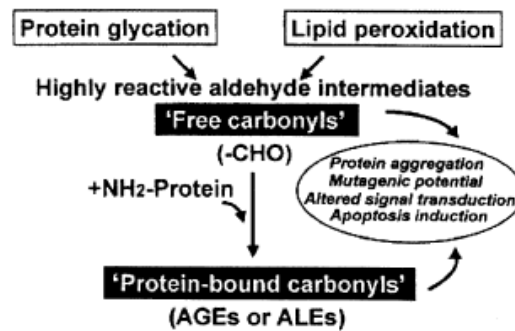 Protein glycation
Lipid peroxidation
Highly reactive aldehyde intermediates
'Free carbonyls'
(-CHO)
+NH2-Protein
Protein aggregation
Mutagenic potential
Altered signal transduction
Apoptosis induction
'Protein-bound carbonyls'
(AGEs or ALEs)